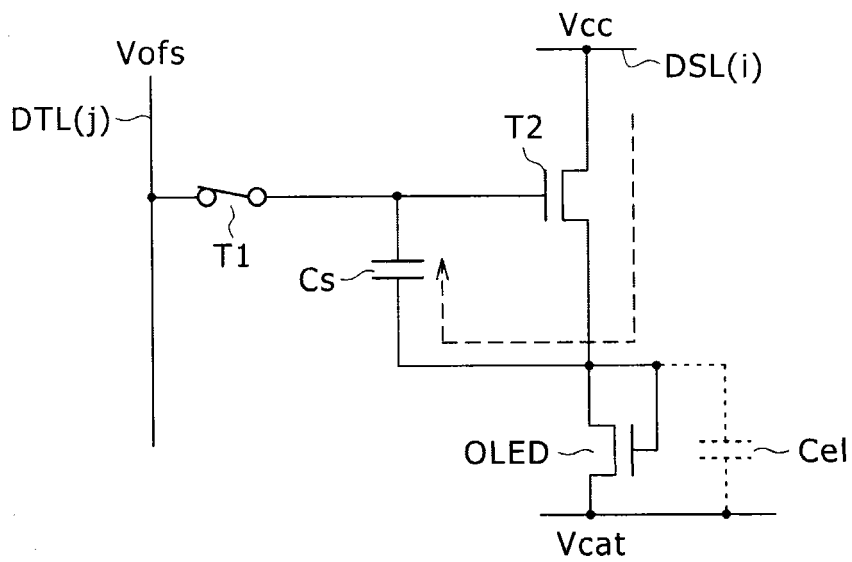 Vcc
Vofs
DSL(i)
DTL(j)
T2
T1
Cs
OLED
Cel
Vcat